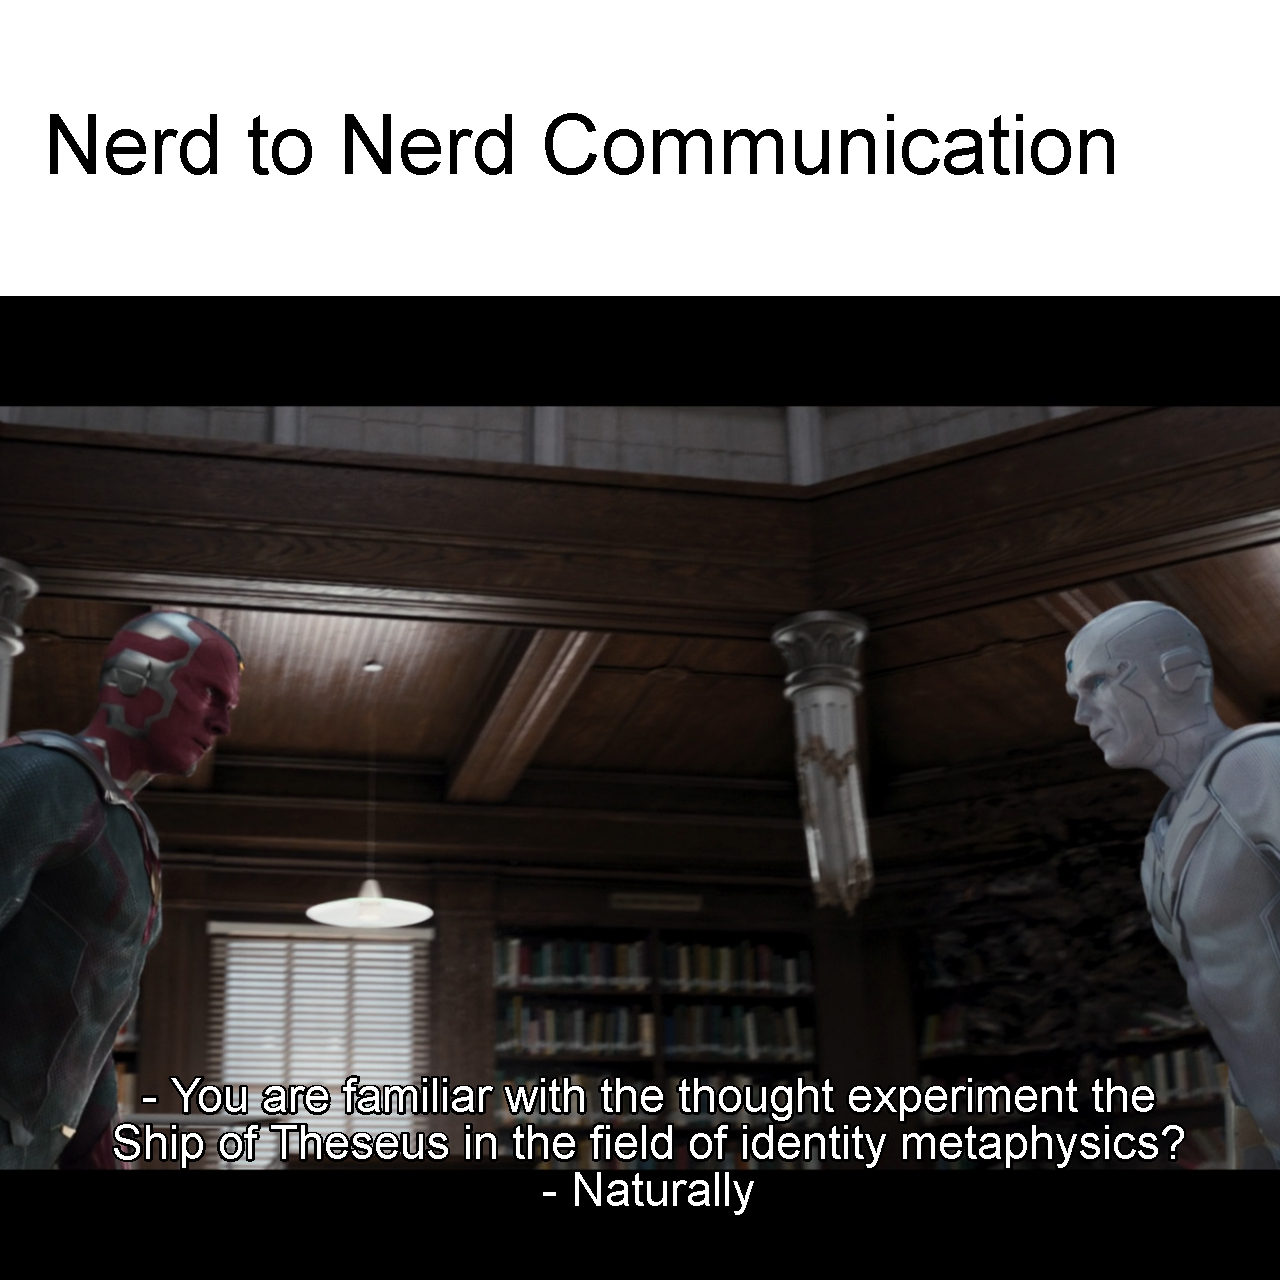 Nerd to Nerd Communication
- You are familiar with the thought experiment the
Ship of Theseus in the field of identity metaphysics?
- Naturally